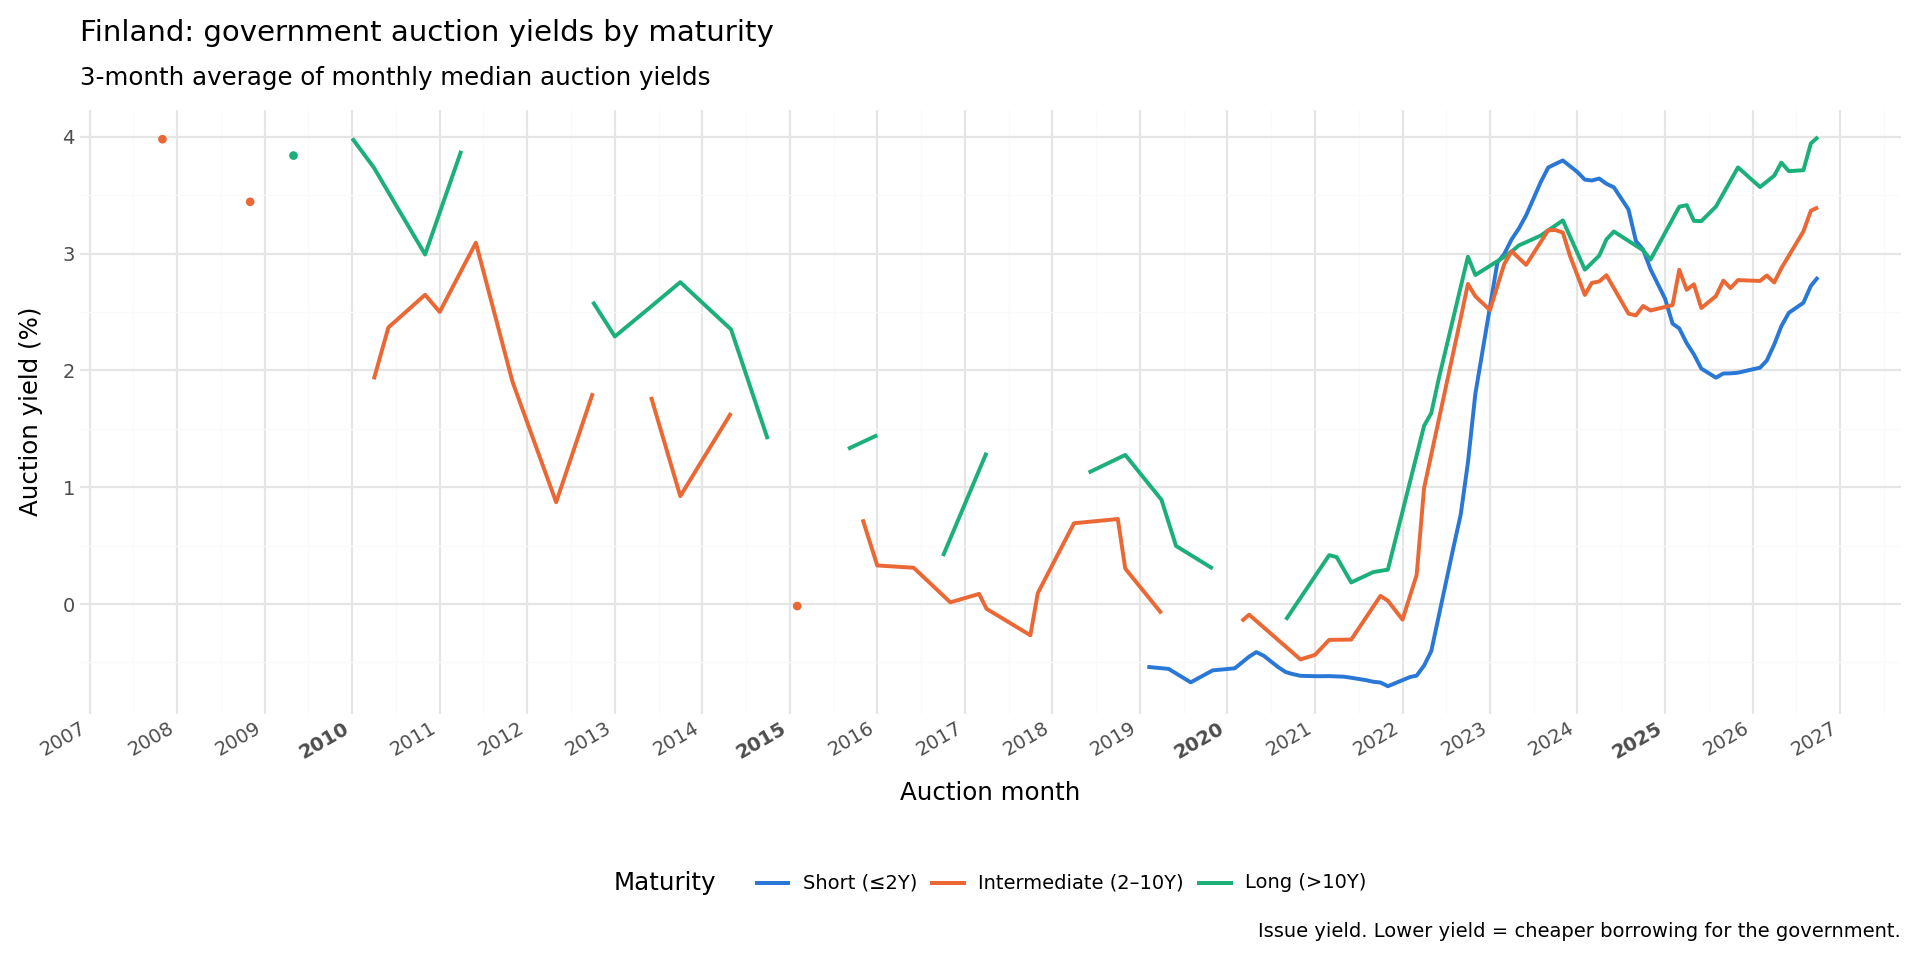 Finland: government auction yields by maturity
3-month average of monthly median auction yields
Auction yield (%)
4
3
2
1
0
2007 2008 2009 2010 2011 2012 2013 2014 2015 2016 2017 2018 2019 2020 2021 2022 2023 2024 2025 2026 2027
Auction month
Maturity Short (≤2Y) Intermediate (2–10Y) Long (>10Y)
Issue yield. Lower yield = cheaper borrowing for the government.